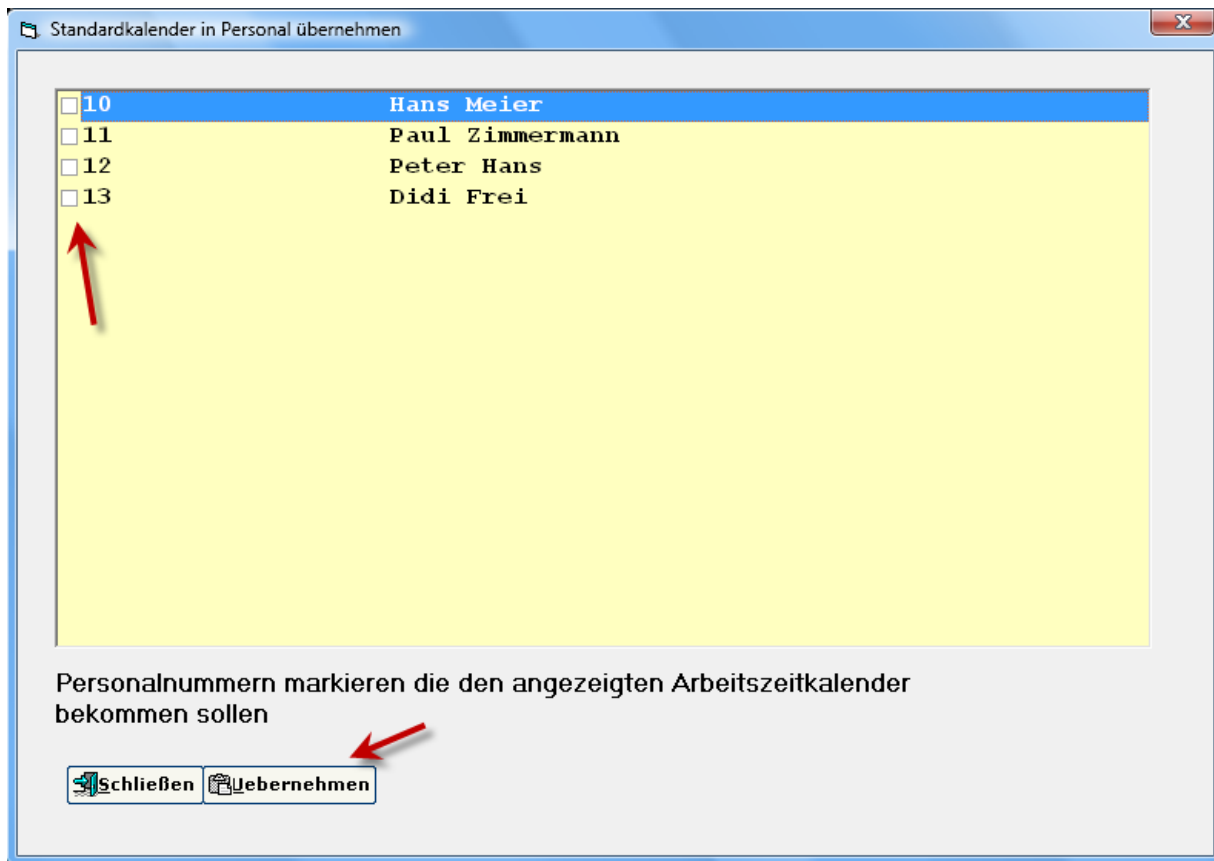 Standardkalender in Personal übernehmen
X
10 Hans Meier
11 Paul Zimmermann
12 Peter Hans
13 Didi Frei
Personalnummern markieren die den angezeigten Arbeitszeitkalender
bekommen sollen
Schließen Uebernehmen